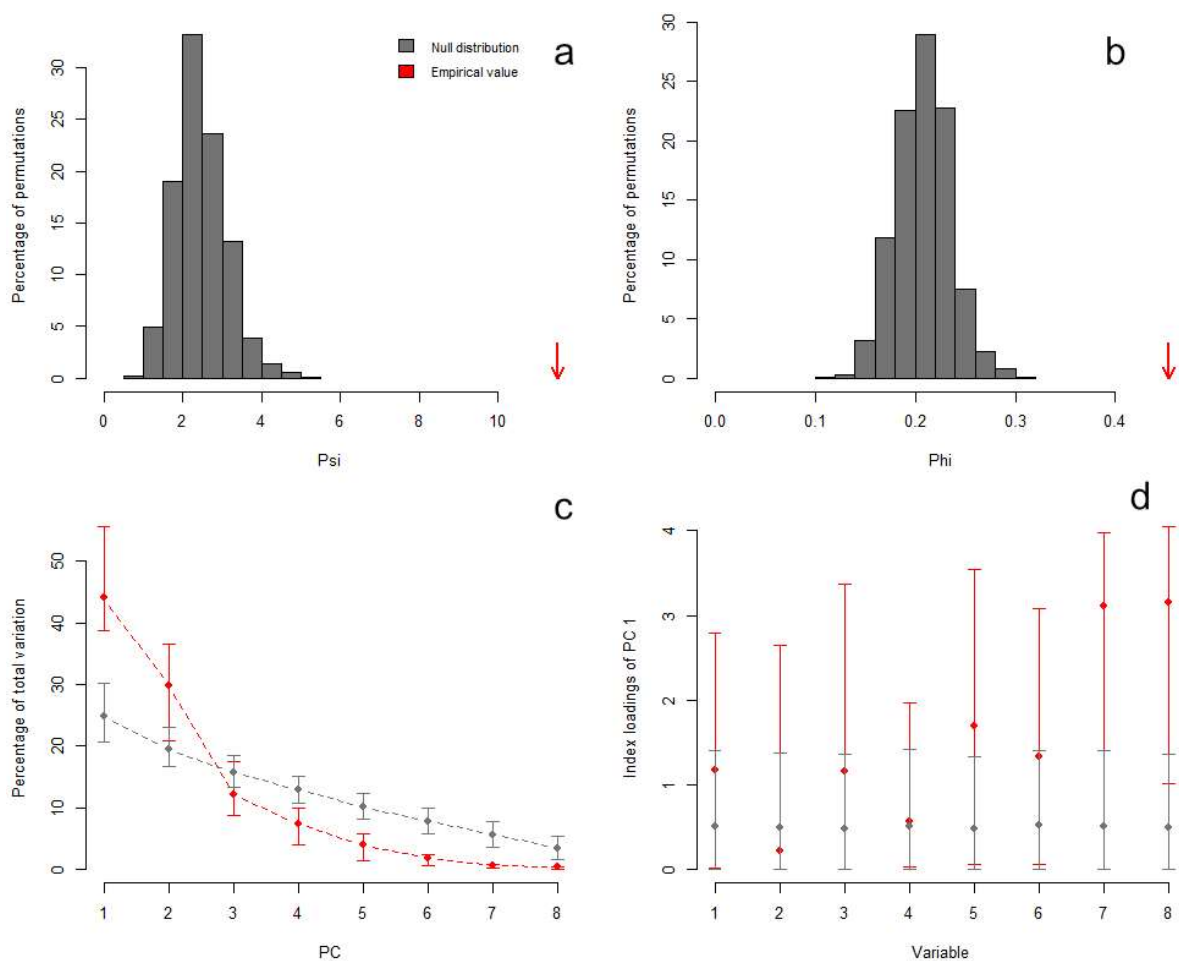 a
Null distribution
Empirical value
Percentage of permutations
0 5 10 15 20 25 30
0 2 4 6 8 10
Psi
b
Percentage of permutations
0 5 10 15 20 25 30
0.0 0.1 0.2 0.3 0.4
Phi
c
Percentage of total variation
0 10 20 30 40 50
1 2 3 4 5 6 7 8
PC
d
Index loadings of PC 1
0 1 2 3 4
1 2 3 4 5 6 7 8
Variable